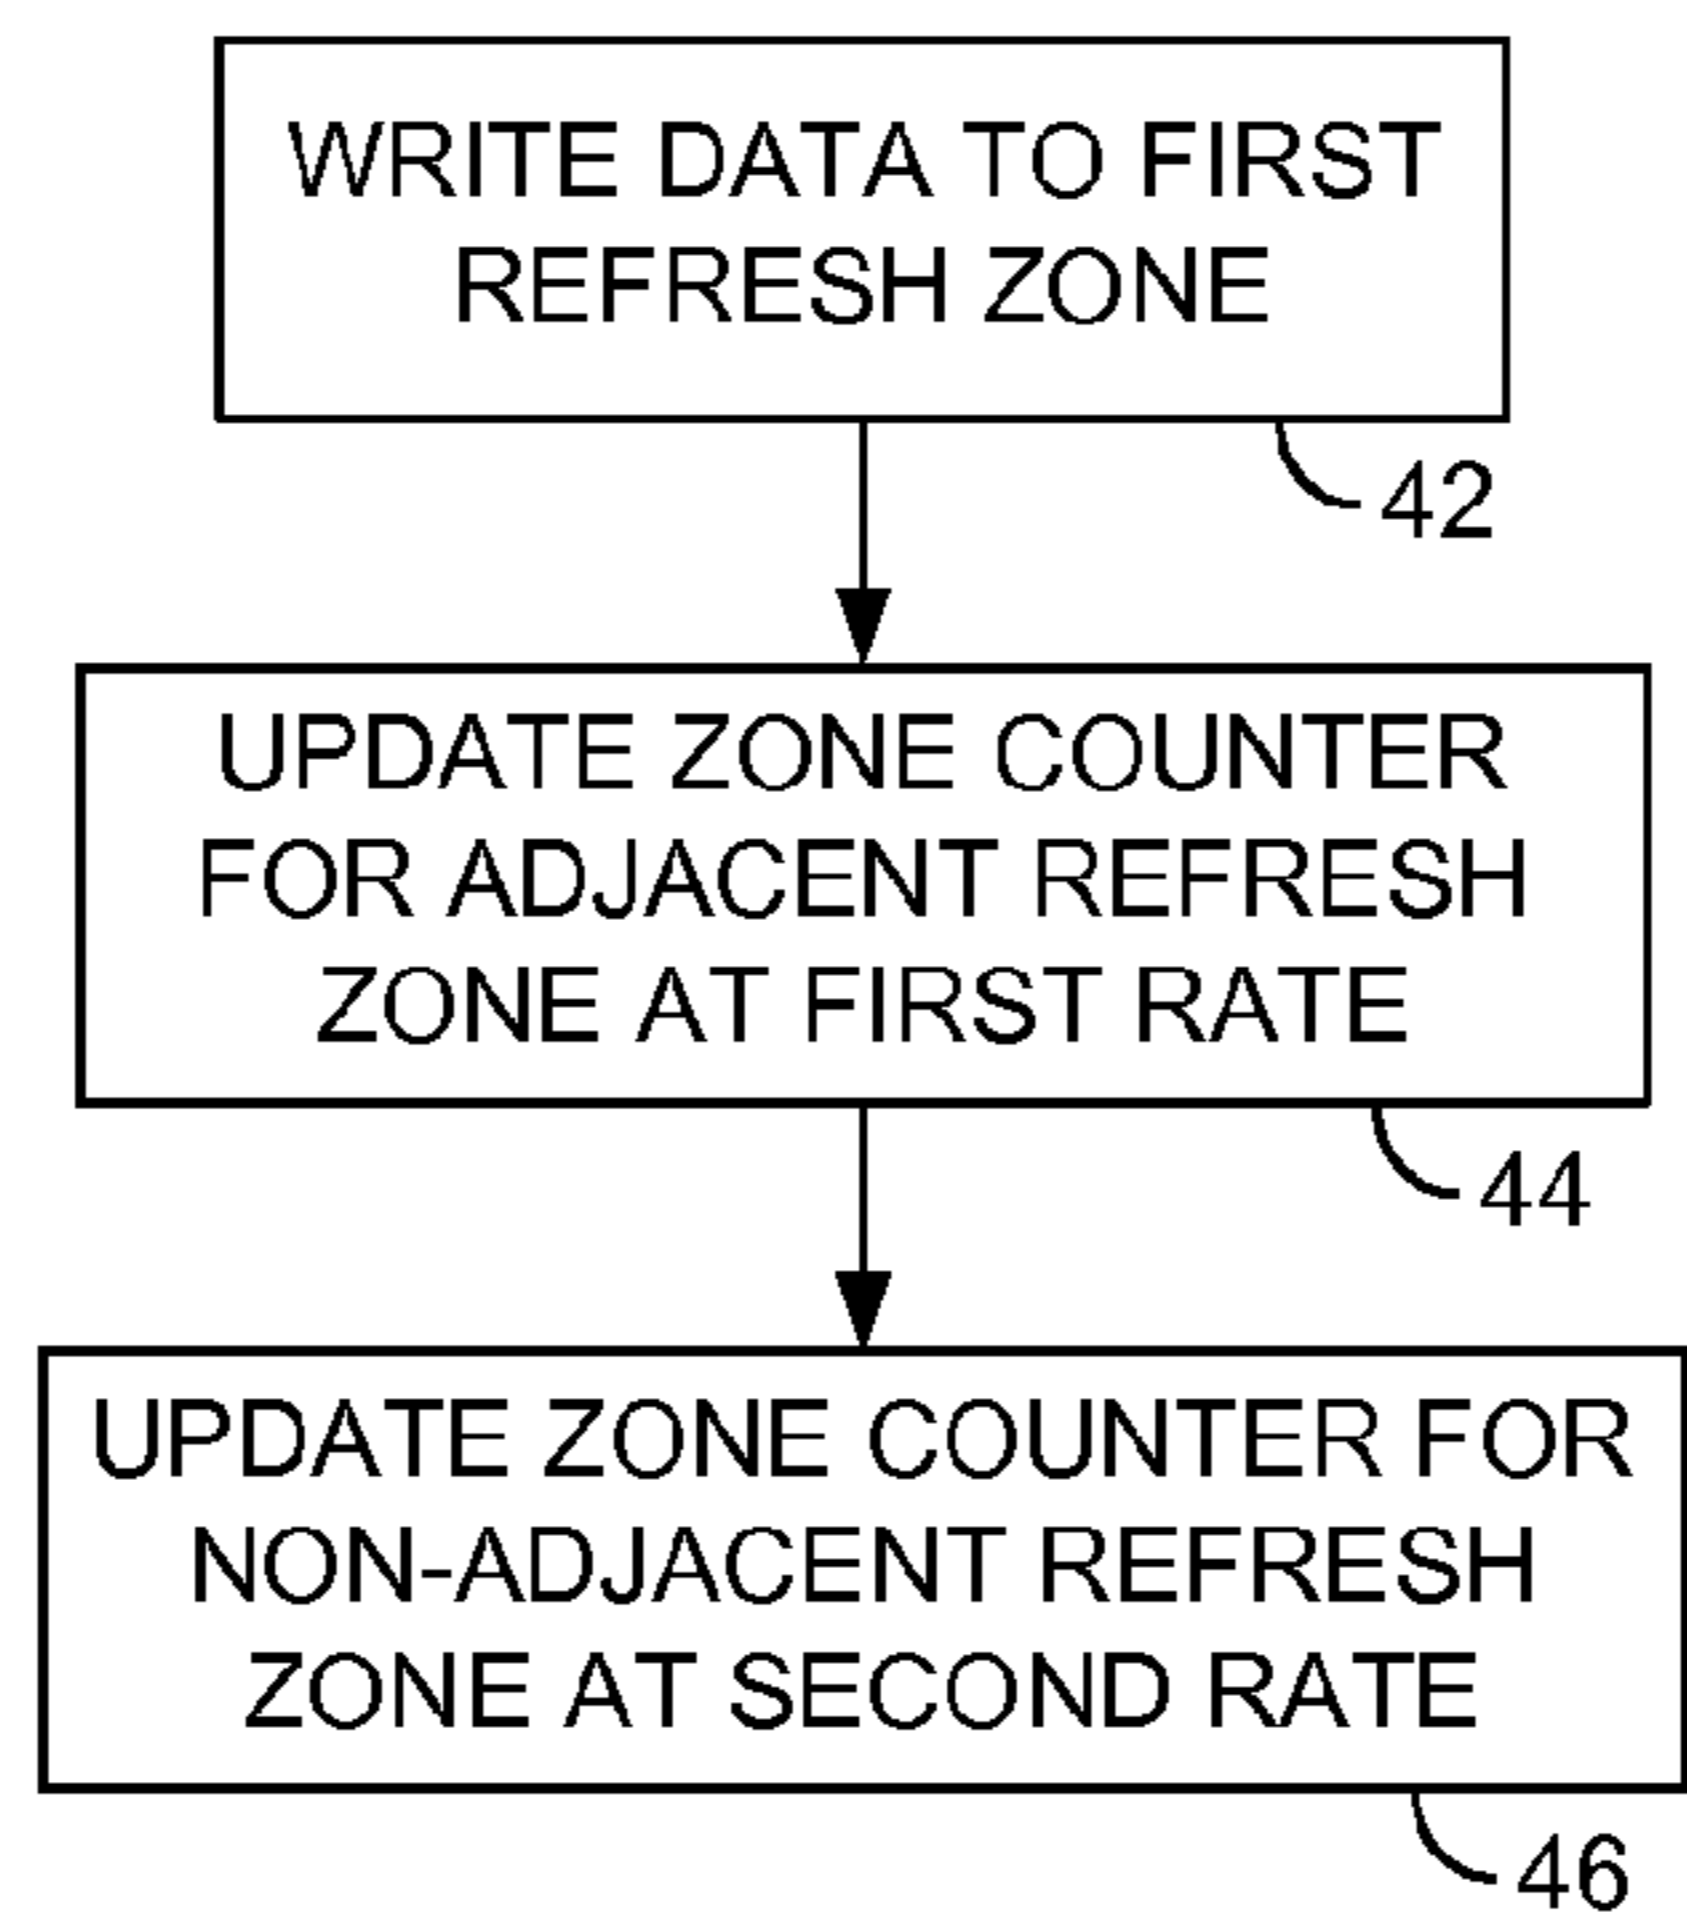 WRITE DATA TO FIRST
REFRESH ZONE
42
UPDATE ZONE COUNTER
FOR ADJACENT REFRESH
ZONE AT FIRST RATE
44
UPDATE ZONE COUNTER FOR
NON-ADJACENT REFRESH
ZONE AT SECOND RATE
46